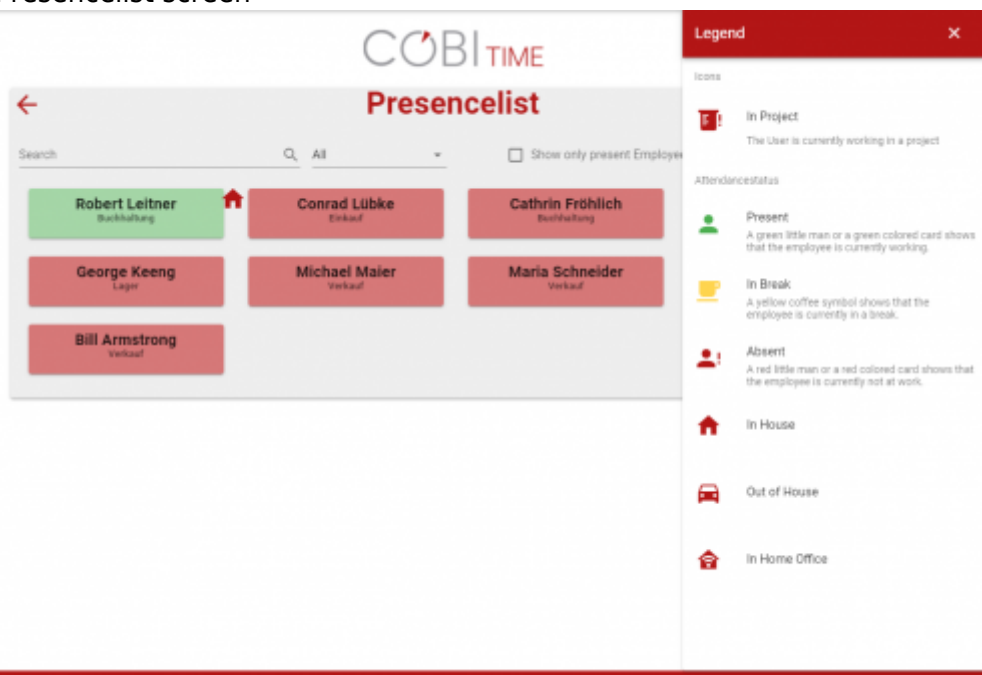 Presencelist screen
COBI TIME
Legend
Presencelist
Icons
In Project
The User is currently working in a project
Search
All
Show only present Employee
Attendancestatus
Robert Leitner
Buchhaltung
Conrad Lübke
Einkauf
Cathrin Fröhlich
Buchhaltung
George Keeng
Lager
Michael Maier
Verkauf
Maria Schneider
Verkauf
Bill Armstrong
Verkauf
Present
A green little man or a green colored card shows
that the employee is currently working.
In Break
A yellow coffee symbol shows that the
employee is currently in a break.
Absent
A red little man or a red colored card shows that
the employee is currently not at work.
In House
Out of House
In Home Office